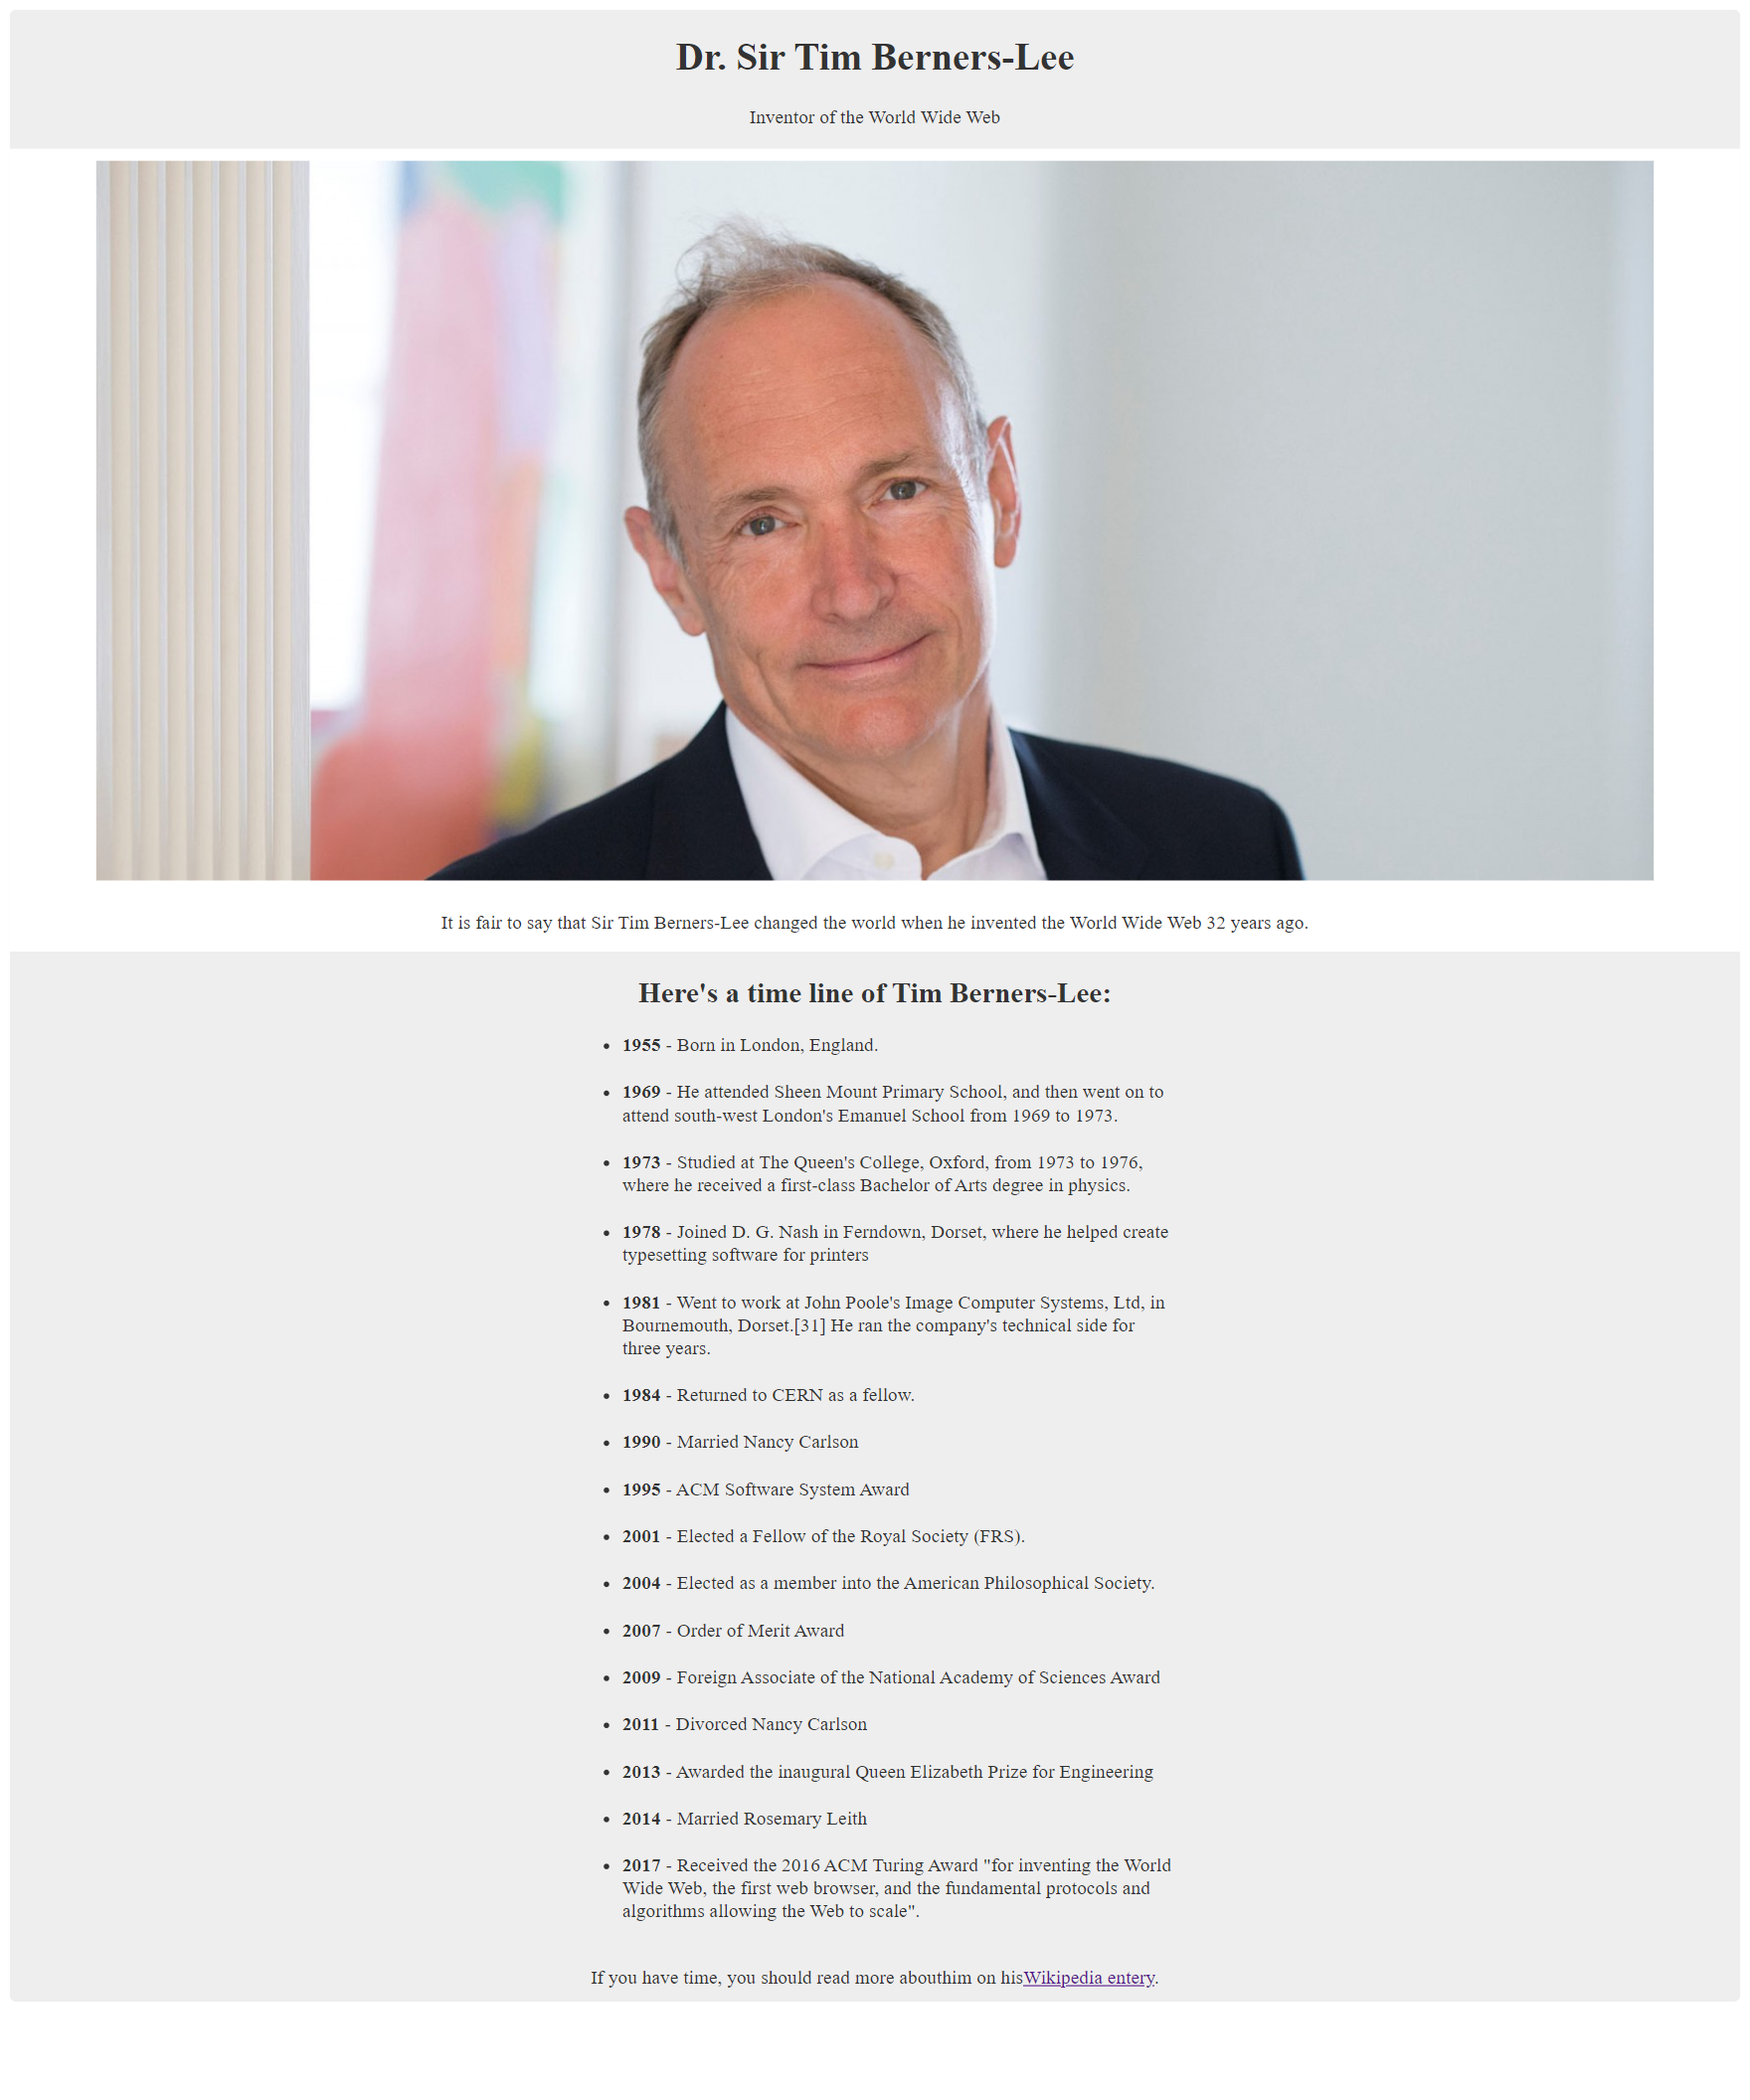 Dr. Sir Tim Berners-Lee
Inventor of the World Wide Web
It is fair to say that Sir Tim Berners-Lee changed the world when he invented the World Wide Web 32 years ago.
Here's a time line of Tim Berners-Lee:
• 1955 - Born in London, England.
• 1969 - He attended Sheen Mount Primary School, and then went on to
attend south-west London's Emanuel School from 1969 to 1973.
• 1973 - Studied at The Queen's College, Oxford, from 1973 to 1976,
where he received a first-class Bachelor of Arts degree in physics.
• 1978 - Joined D. G. Nash in Ferndown, Dorset, where he helped create
typesetting software for printers
• 1981 - Went to work at John Poole's Image Computer Systems, Ltd, in
Bournemouth, Dorset.[31] He ran the company's technical side for
three years.
• 1984 - Returned to CERN as a fellow.
• 1990 - Married Nancy Carlson
• 1995 - ACM Software System Award
• 2001 - Elected a Fellow of the Royal Society (FRS).
• 2004 - Elected as a member into the American Philosophical Society.
• 2007 - Order of Merit Award
• 2009 - Foreign Associate of the National Academy of Sciences Award
• 2011 - Divorced Nancy Carlson
• 2013 - Awarded the inaugural Queen Elizabeth Prize for Engineering
• 2014 - Married Rosemary Leith
• 2017 - Received the 2016 ACM Turing Award "for inventing the World
Wide Web, the first web browser, and the fundamental protocols and
algorithms allowing the Web to scale".
If you have time, you should read more abouthim on hisWikipedia entery.